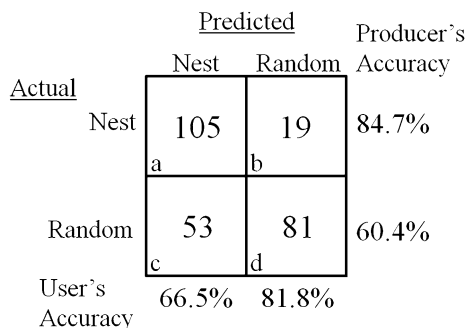 Predicted
Producer's
Nest Random Accuracy
Actual
Nest 105 19 84.7%
a b
Random 53 81 60.4%
c d
User's 66.5% 81.8%
Accuracy